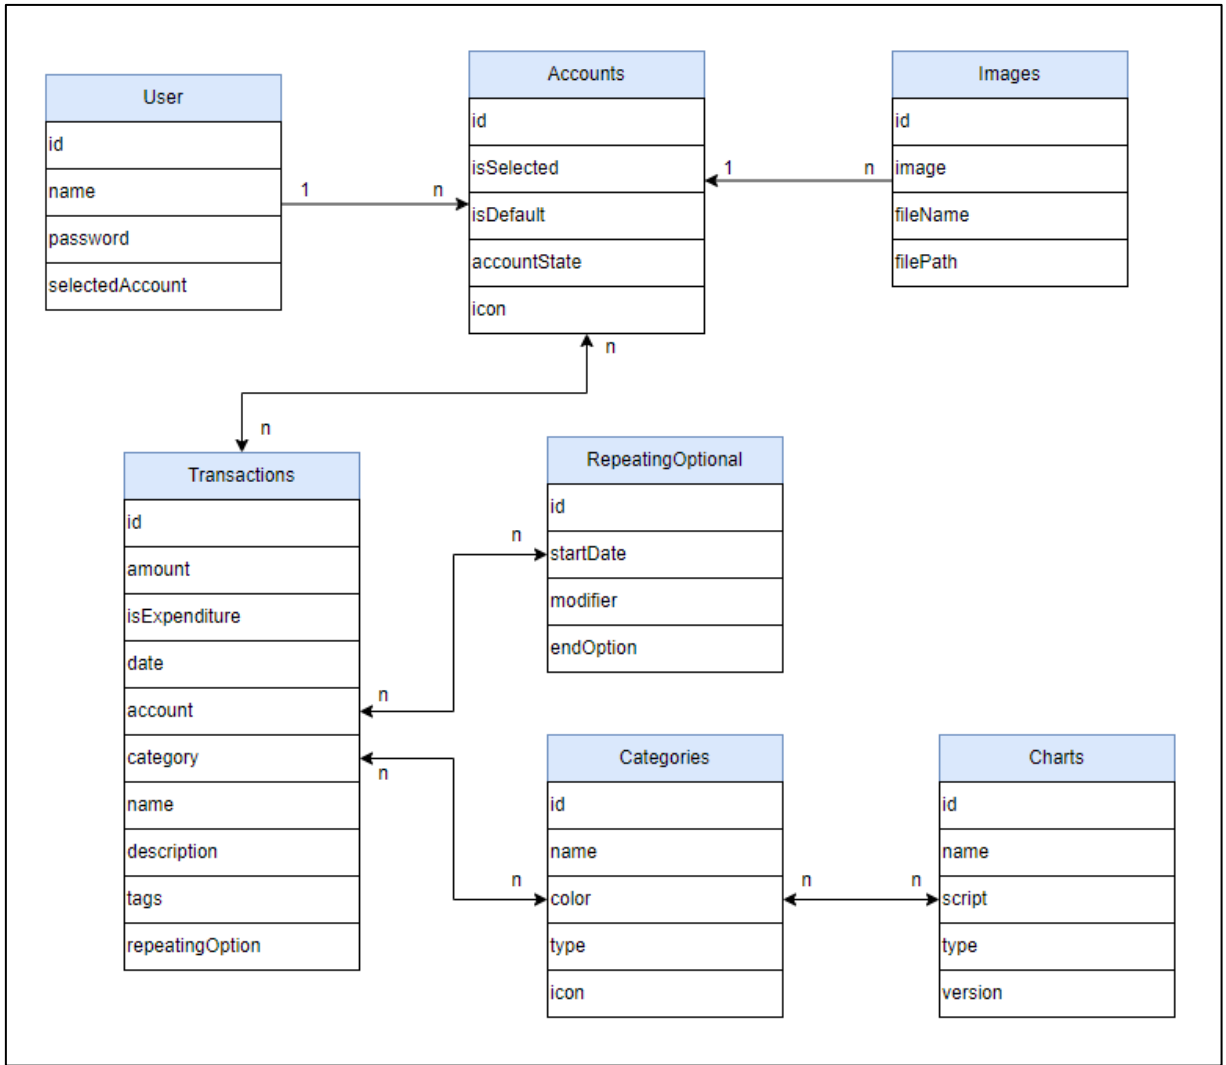 User
id
name
password
selectedAccount
1
n
Accounts
id
isSelected
isDefault
accountState
icon
1
n
Images
id
image
fileName
filePath
n
n
Transactions
id
amount
isExpenditure
date
account
category
name
description
tags
repeatingOption
n
n
RepeatingOptional
id
startDate
modifier
endOption
n
n
Categories
id
name
color
type
icon
n
n
Charts
id
name
script
type
version